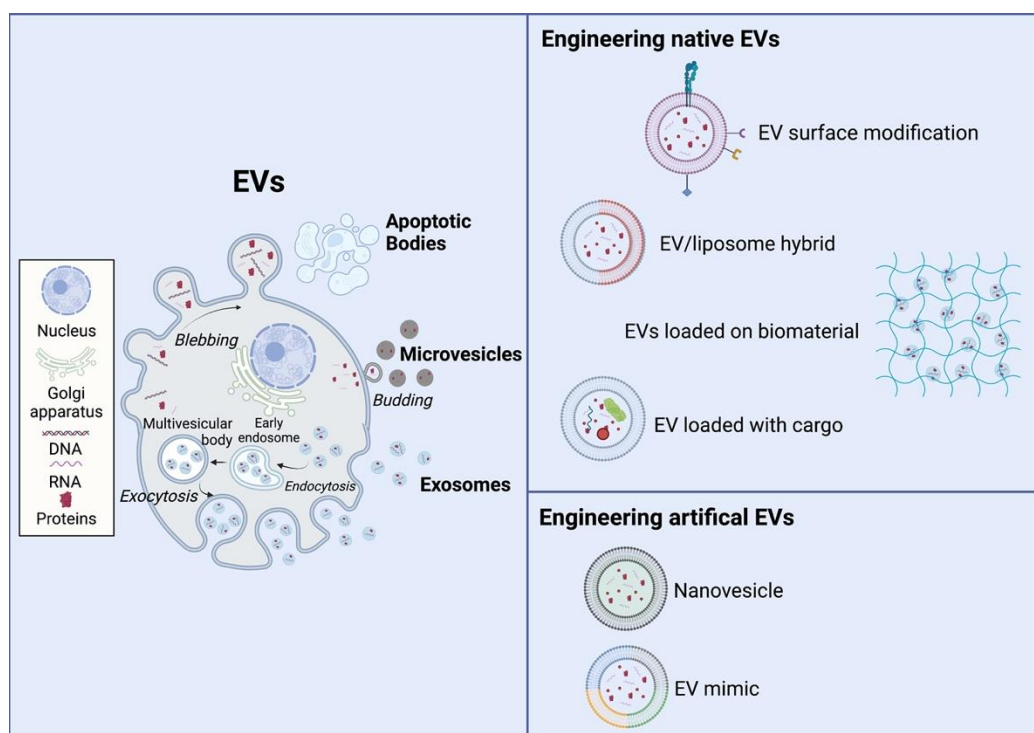 EVs
Apoptotic
Bodies
Nucleus
Golgi
apparatus
DNA
RNA
Proteins
Blebbing
Microvesicles
Budding
Multivesicular
body
Early
endosome
Endocytosis
Exocytosis
Exosomes
Engineering native EVs
EV surface modification
EV/liposome hybrid
EVs loaded on biomaterial
EV loaded with cargo
Engineering artifical EVs
Nanovesicle
EV mimic